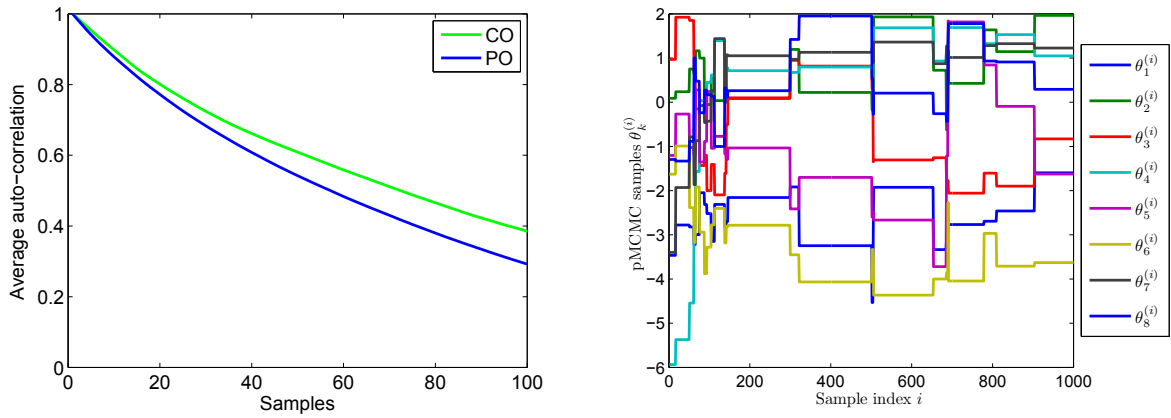 1
0.8
0.6
0.4
0.2
0
0 20 40 60 80 100
Samples
Average auto-correlation
CO
PO
2
1
0
−1
−2
−3
−4
−5
−6
0 200 400 600 800 1000
Sample index i
pMCMC samples θ_k^(i)
θ_1^(i)
θ_2^(i)
θ_3^(i)
θ_4^(i)
θ_5^(i)
θ_6^(i)
θ_7^(i)
θ_8^(i)